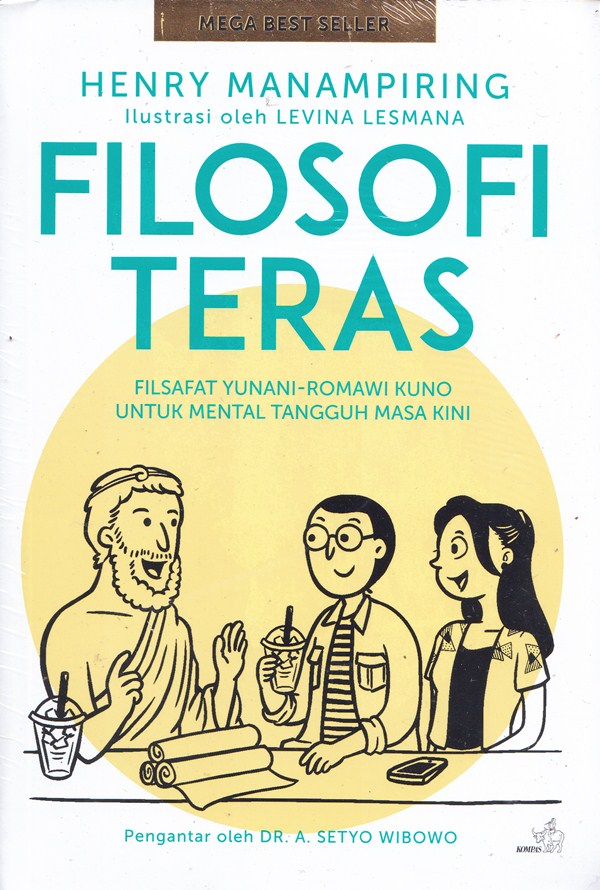 MEGA BEST SELLER
HENRY MANAMPIRING
Ilustrasi oleh LEVINA LESMANA
FILOSOFI
TERAS
FILSAFAT YUNANI-ROMAWI KUNO
UNTUK MENTAL TANGGUH MASA KINI
Pengantar oleh DR. A. SETYO WIBOWO
KOMPAS